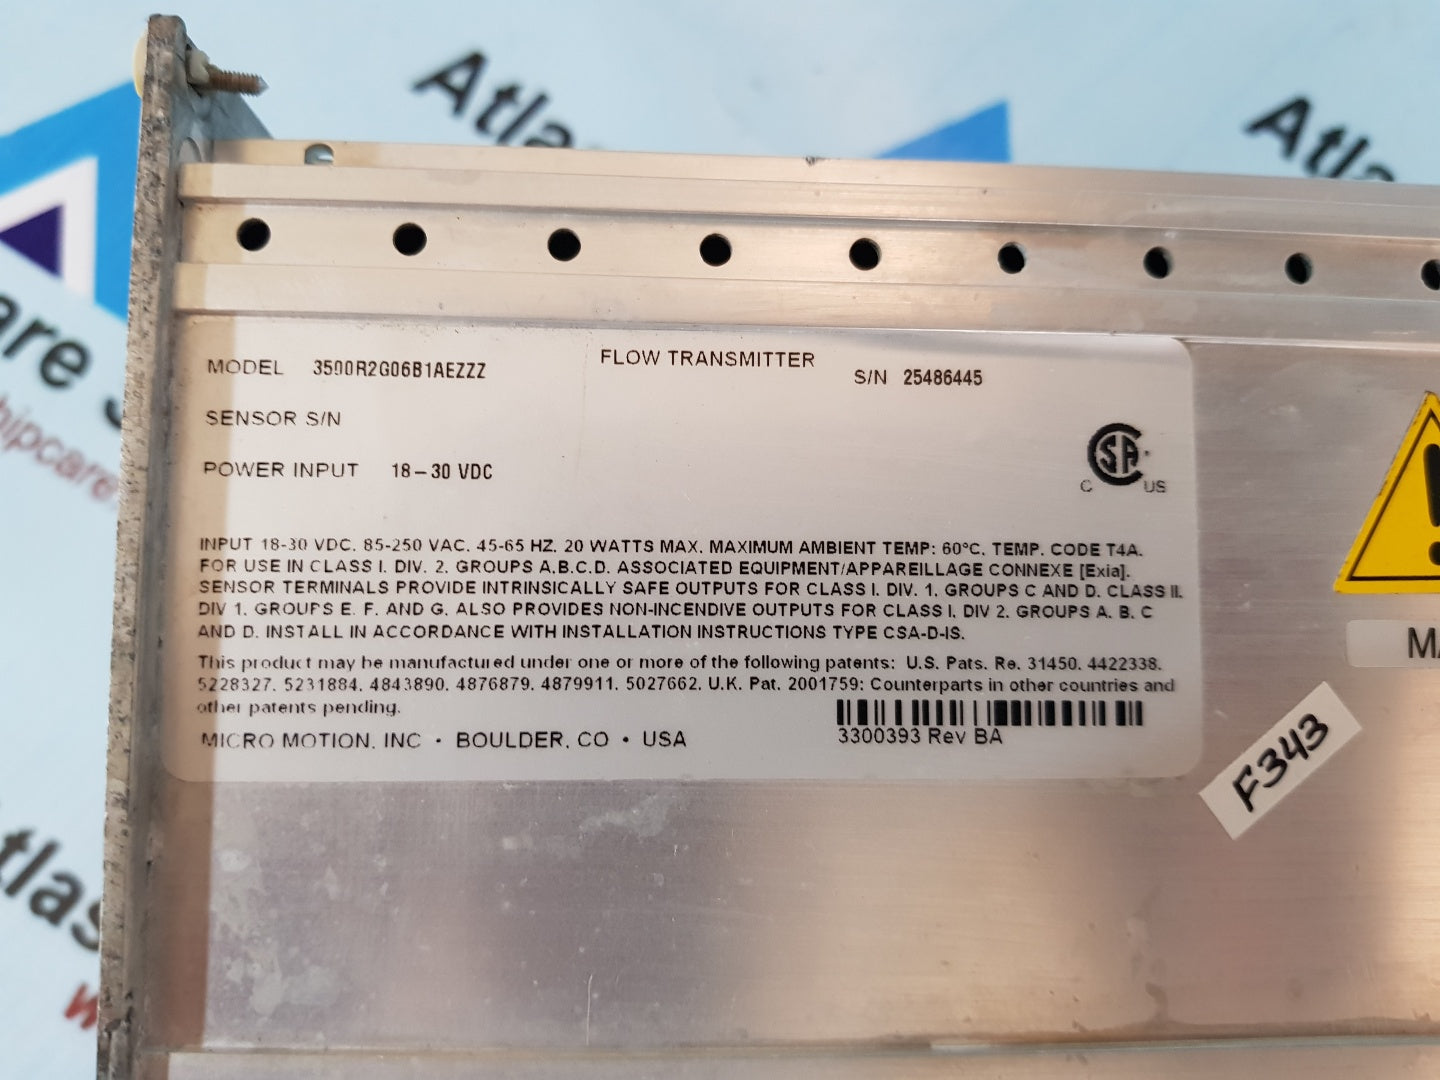 Atlas
Atlas
are S
hipcare
MODEL 3500R2G06B1AEZZZ FLOW TRANSMITTER S/N 25486445
SENSOR S/N
POWER INPUT 18-30 VDC
C SA US
INPUT 18-30 VDC. 85-250 VAC. 45-65 HZ. 20 WATTS MAX. MAXIMUM AMBIENT TEMP: 60°C. TEMP. CODE T4A.
FOR USE IN CLASS I. DIV. 2. GROUPS A.B.C.D. ASSOCIATED EQUIPMENT/APPAREILLAGE CONNEXE [Exia].
SENSOR TERMINALS PROVIDE INTRINSICALLY SAFE OUTPUTS FOR CLASS I. DIV. 1. GROUPS C AND D. CLASS II.
DIV 1. GROUPS E. F. AND G. ALSO PROVIDES NON-INCENDIVE OUTPUTS FOR CLASS I. DIV 2. GROUPS A. B. C
AND D. INSTALL IN ACCORDANCE WITH INSTALLATION INSTRUCTIONS TYPE CSA-D-IS.
This product may be manufactured under one or more of the following patents: U.S. Pats. Re. 31450. 4422338.
5228327. 5231884. 4843890. 4876879. 4879911. 5027662. U.K. Pat. 2001759: Counterparts in other countries and
other patents pending.
MICRO MOTION, INC • BOULDER, CO • USA
3300393 Rev BA
MA
F343
tlas
w